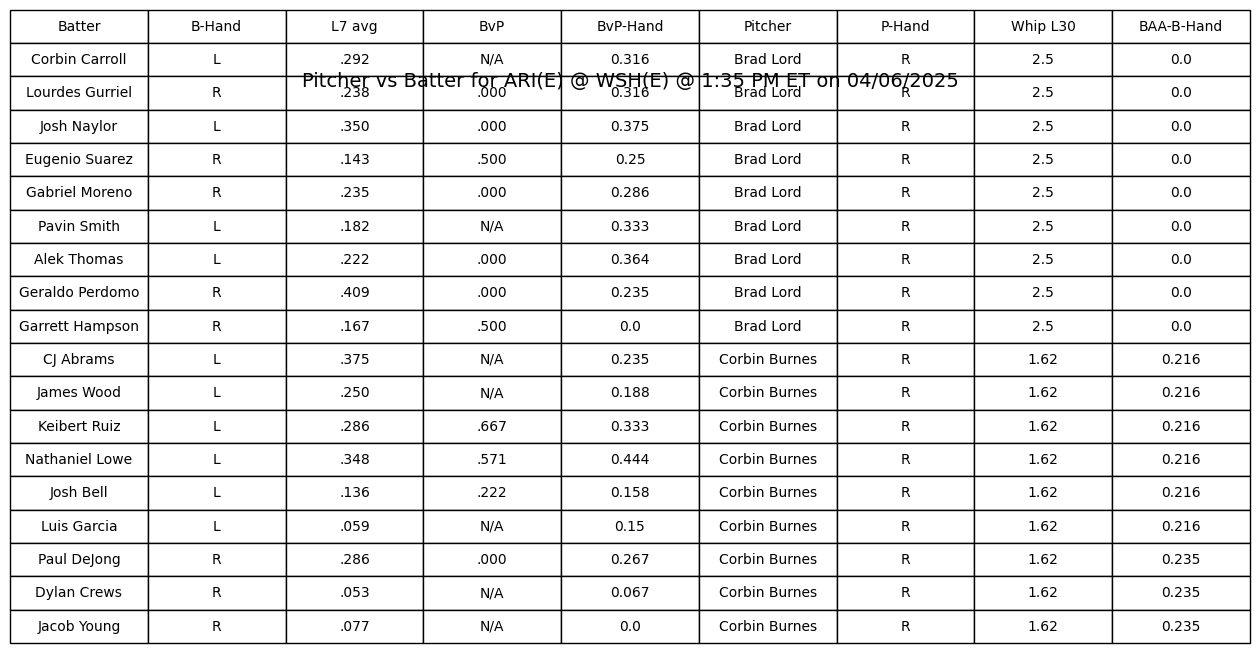 Batter B-Hand L7 avg BvP BvP-Hand Pitcher P-Hand Whip L30 BAA-B-Hand
Corbin Carroll L .292 N/A 0.316 Brad Lord R 2.5 0.0
Pitcher vs Batter for ARI(E) @ WSH(E) @ 1:35 PM ET on 04/06/2025
Lourdes Gurriel R .238 .000 0.316 Brad Lord R 2.5 0.0
Josh Naylor L .350 .000 0.375 Brad Lord R 2.5 0.0
Eugenio Suarez R .143 .500 0.25 Brad Lord R 2.5 0.0
Gabriel Moreno R .235 .000 0.286 Brad Lord R 2.5 0.0
Pavin Smith L .182 N/A 0.333 Brad Lord R 2.5 0.0
Alek Thomas L .222 .000 0.364 Brad Lord R 2.5 0.0
Geraldo Perdomo R .409 .000 0.235 Brad Lord R 2.5 0.0
Garrett Hampson R .167 .500 0.0 Brad Lord R 2.5 0.0
CJ Abrams L .375 N/A 0.235 Corbin Burnes R 1.62 0.216
James Wood L .250 N/A 0.188 Corbin Burnes R 1.62 0.216
Keibert Ruiz L .286 .667 0.333 Corbin Burnes R 1.62 0.216
Nathaniel Lowe L .348 .571 0.444 Corbin Burnes R 1.62 0.216
Josh Bell L .136 .222 0.158 Corbin Burnes R 1.62 0.216
Luis Garcia L .059 N/A 0.15 Corbin Burnes R 1.62 0.216
Paul DeJong R .286 .000 0.267 Corbin Burnes R 1.62 0.235
Dylan Crews R .053 N/A 0.067 Corbin Burnes R 1.62 0.235
Jacob Young R .077 N/A 0.0 Corbin Burnes R 1.62 0.235